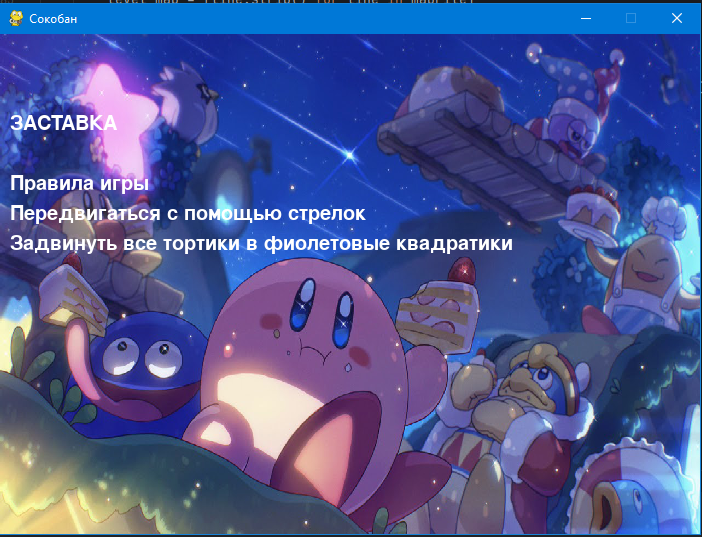 Сокобан
ЗАСТАВКА
Правила игры
Передвигаться с помощью стрелок
Задвинуть все тортики в фиолетовые квадратики